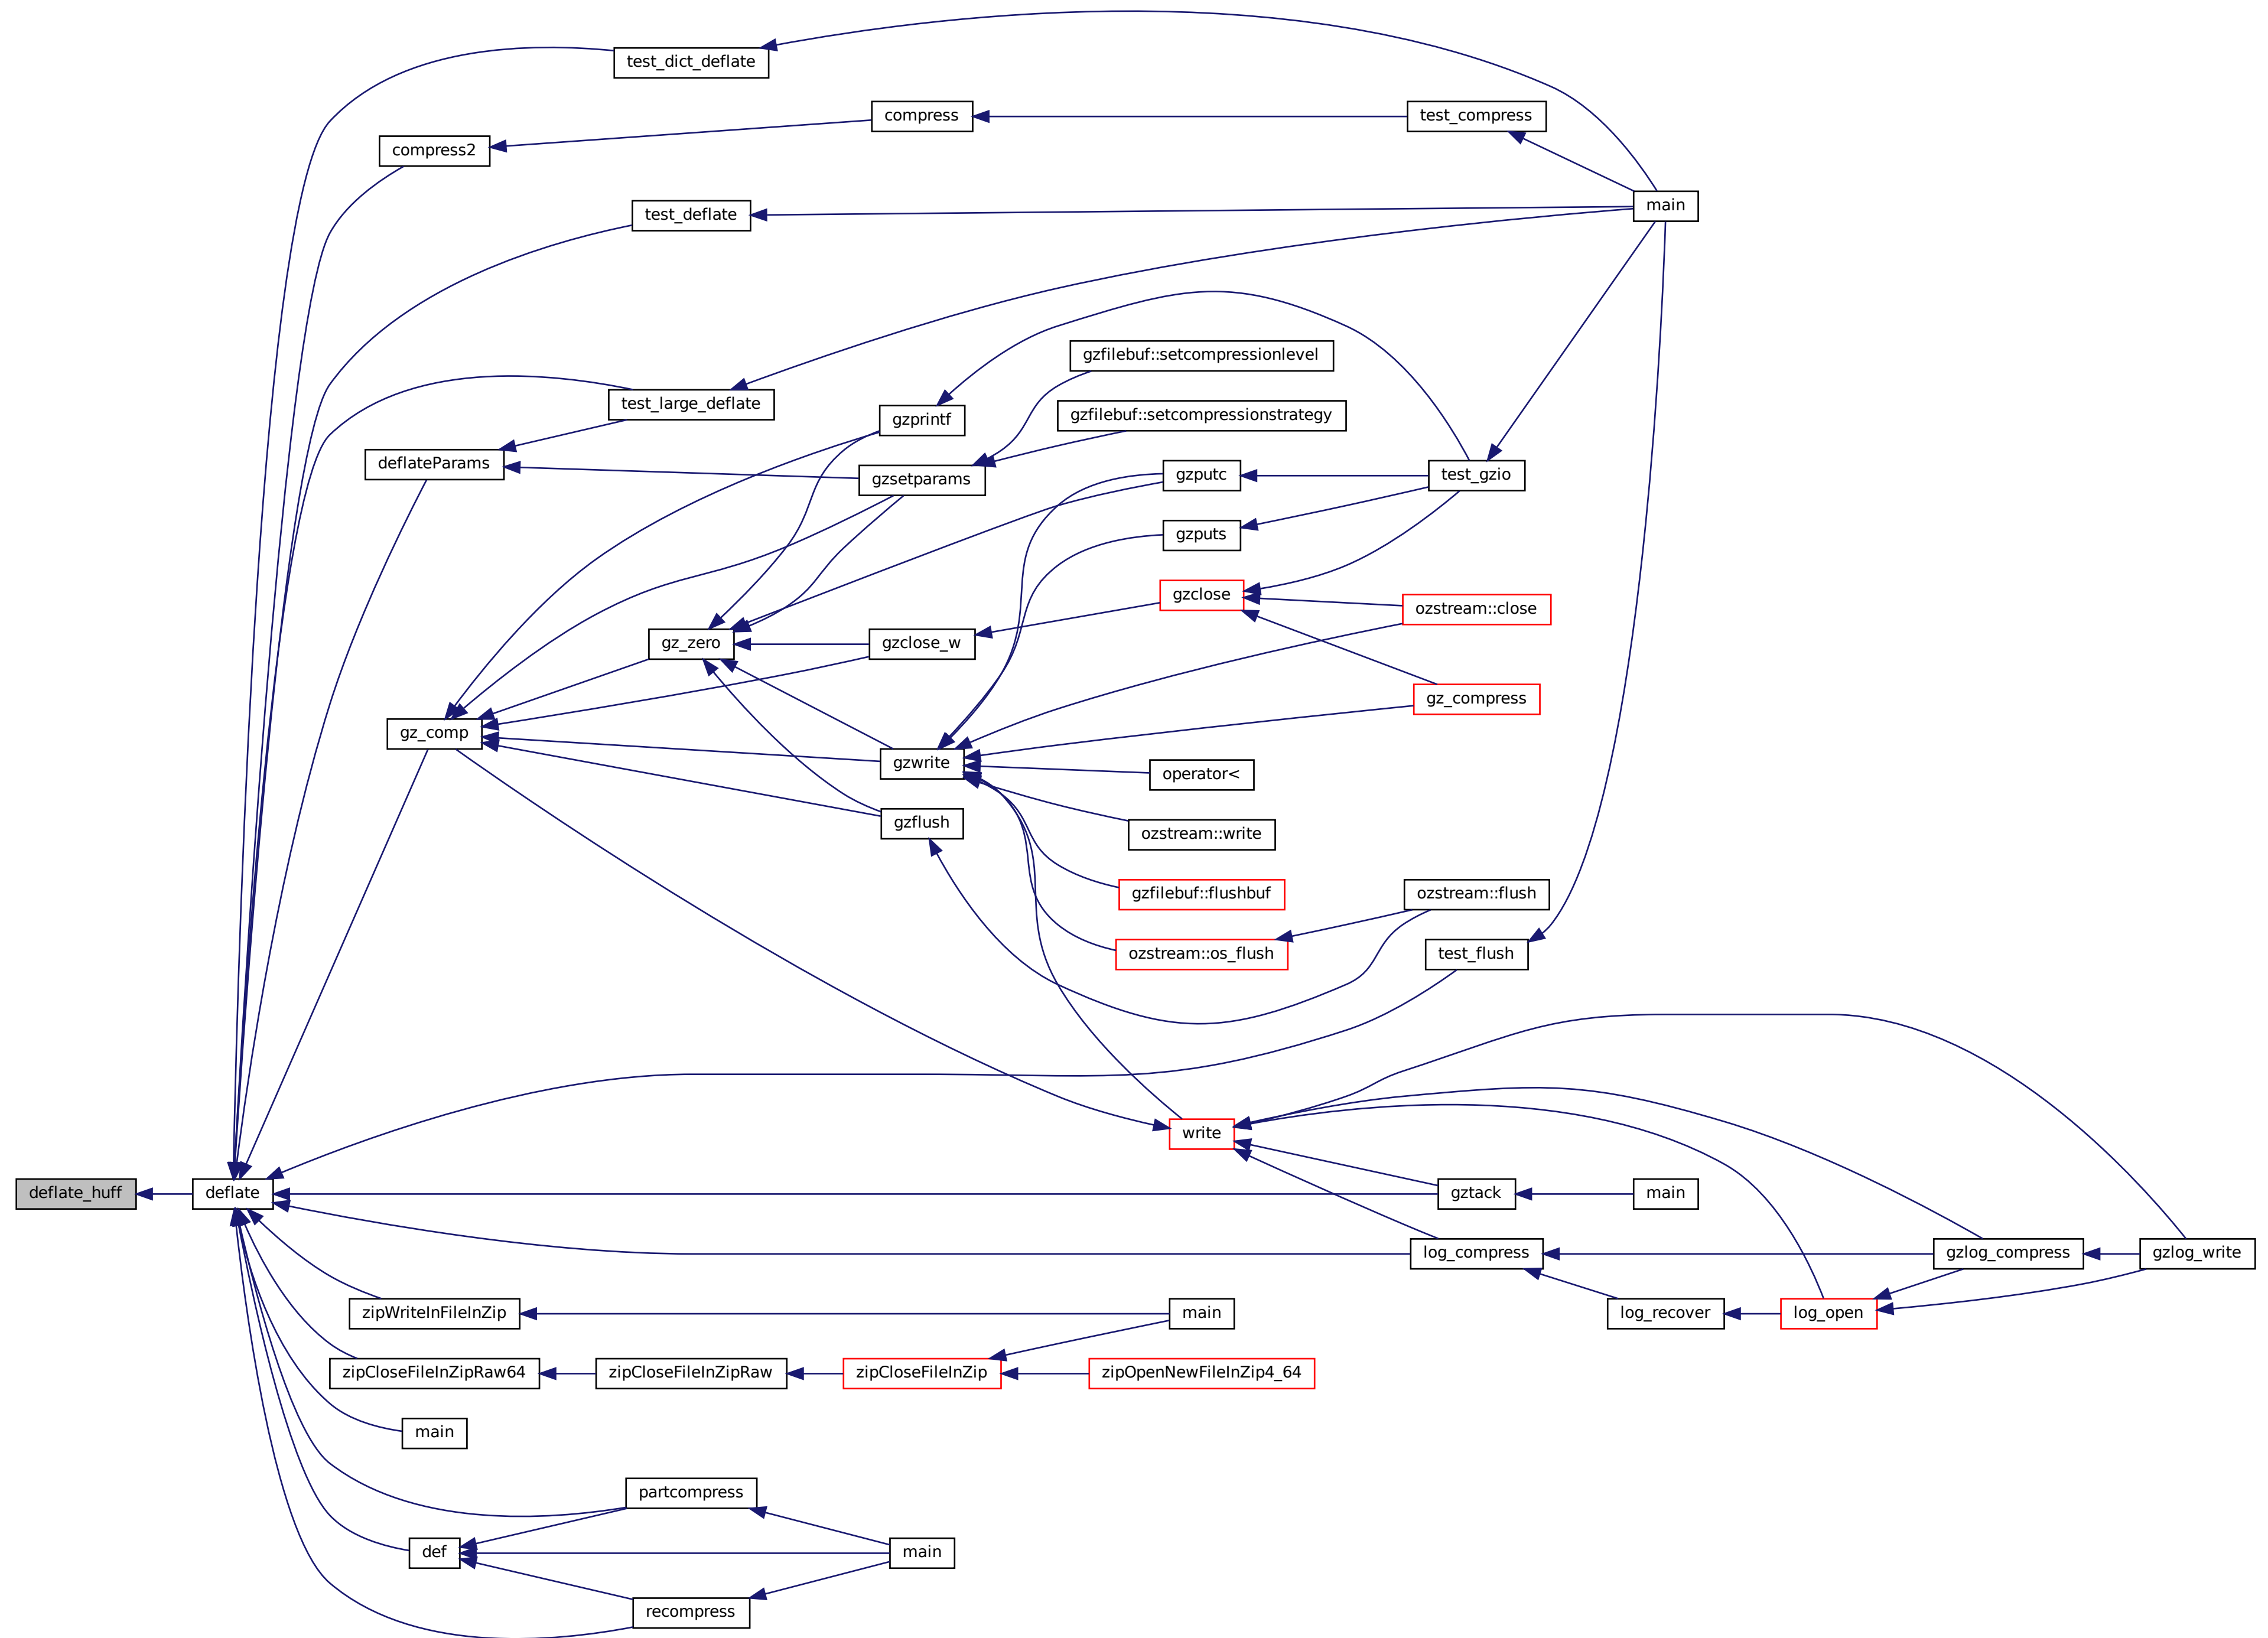 test_dict_deflate
compress
test_compress
compress2
main
test_deflate
gzfilebuf::setcompressionlevel
test_large_deflate
gzfilebuf::setcompressionstrategy
gzprintf
deflateParams
gzsetparams
gzputc
test_gzio
gzputs
gzclose
ozstream::close
gz_zero
gzclose_w
gz_compress
gz_comp
gzwrite
operator<
gzflush
ozstream::write
gzfilebuf::flushbuf
ozstream::flush
ozstream::os_flush
test_flush
write
deflate_huff
deflate
gztack
main
log_compress
gzlog_compress
gzlog_write
zipWriteInFileInZip
main
log_recover
log_open
zipCloseFileInZipRaw64
zipCloseFileInZipRaw
zipCloseFileInZip
zipOpenNewFileInZip4_64
main
partcompress
def
main
recompress